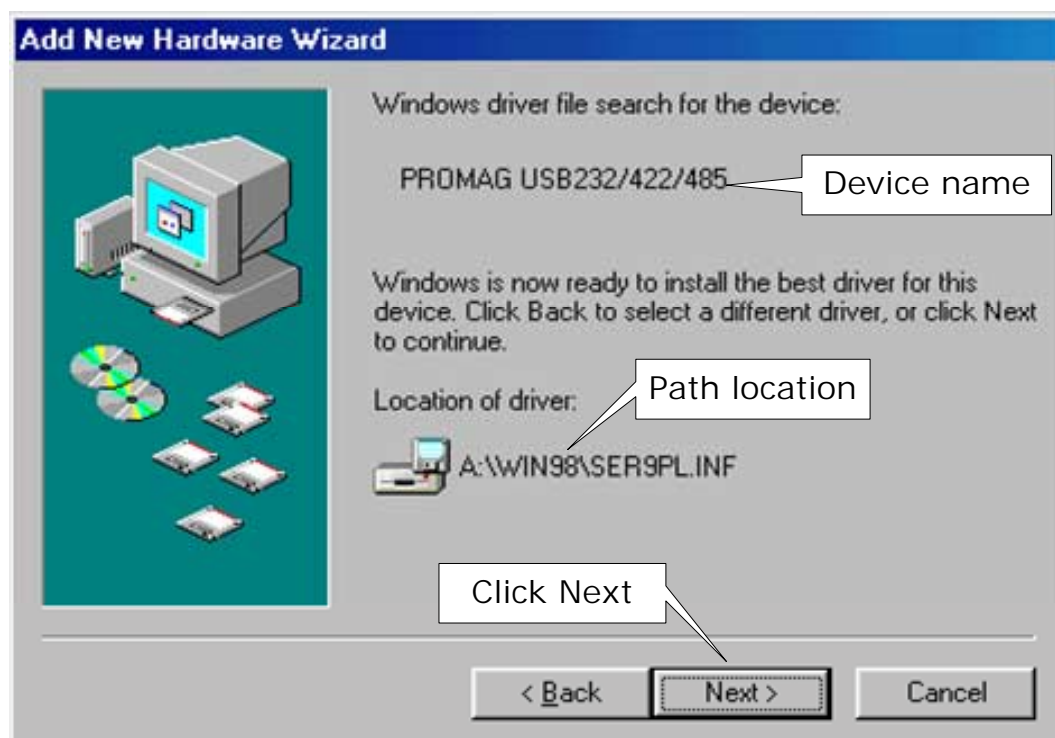 Add New Hardware Wizard
Windows driver file search for the device:
PROMAG USB232/422/485
Device name
Windows is now ready to install the best driver for this
device. Click Back to select a different driver, or click Next
to continue.
Path location
Location of driver:
A:\WIN98\SER9PL.INF
Click Next
< Back
Next >
Cancel